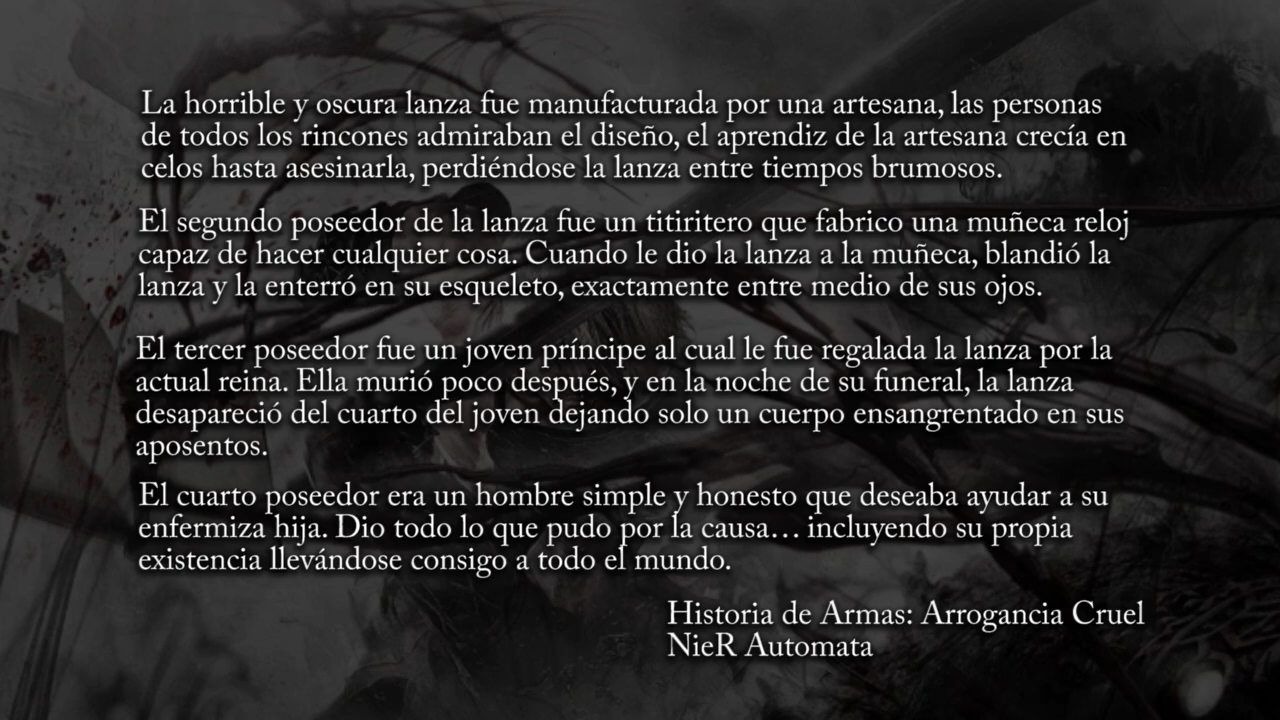 La horrible y oscura lanza fue manufacturada por una artesana, las personas
de todos los rincones admiraban el diseño, el aprendiz de la artesana crecía en
celos hasta asesinarla, perdiéndose la lanza entre tiempos brumosos.
El segundo poseedor de la lanza fue un titiritero que fabrico una muñeca reloj
capaz de hacer cualquier cosa. Cuando le dio la lanza a la muñeca, blandió la
lanza y la enterró en su esqueleto, exactamente entre medio de sus ojos.
El tercer poseedor fue un joven príncipe al cual le fue regalada la lanza por la
actual reina. Ella murió poco después, y en la noche de su funeral, la lanza
desapareció del cuarto del joven dejando solo un cuerpo ensangrentado en sus
aposentos.
El cuarto poseedor era un hombre simple y honesto que deseaba ayudar a su
enfermiza hija. Dio todo lo que pudo por la causa… incluyendo su propia
existencia llevándose consigo a todo el mundo.
Historia de Armas: Arrogancia Cruel
NieR Automata